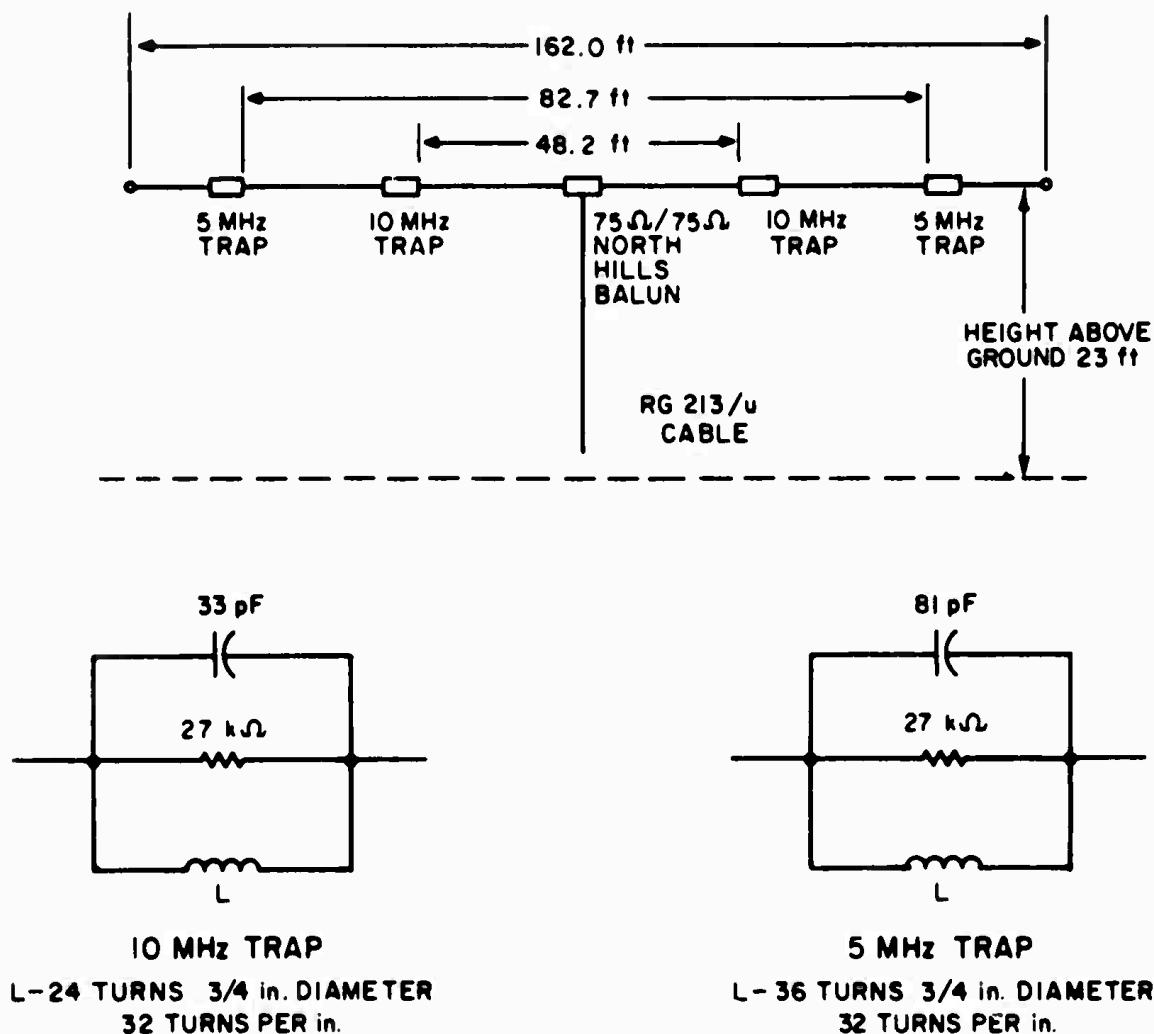 162.0 ft
82.7 ft
48.2 ft
5 MHz
TRAP
10 MHz
TRAP
75Ω/75Ω
NORTH
HILLS
BALUN
10 MHz
TRAP
5 MHz
TRAP
HEIGHT ABOVE
GROUND 23 ft
RG 213/u
CABLE
33 pF
27 kΩ
L
10 MHz TRAP
L-24 TURNS 3/4 in. DIAMETER
32 TURNS PER in.
81 pF
27 kΩ
L
5 MHz TRAP
L-36 TURNS 3/4 in. DIAMETER
32 TURNS PER in.